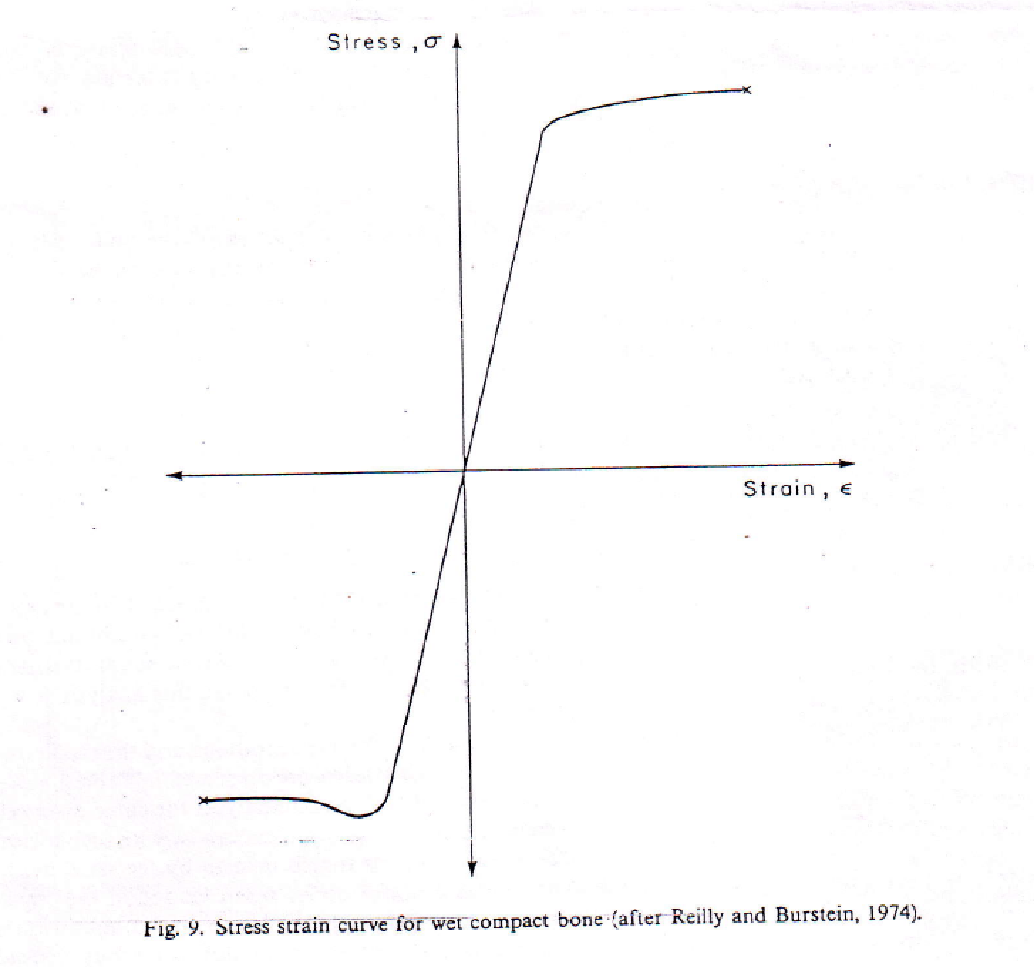 Stress , σ
Strain , ϵ
Fig. 9. Stress strain curve for wet compact bone (after Reilly and Burstein, 1974).